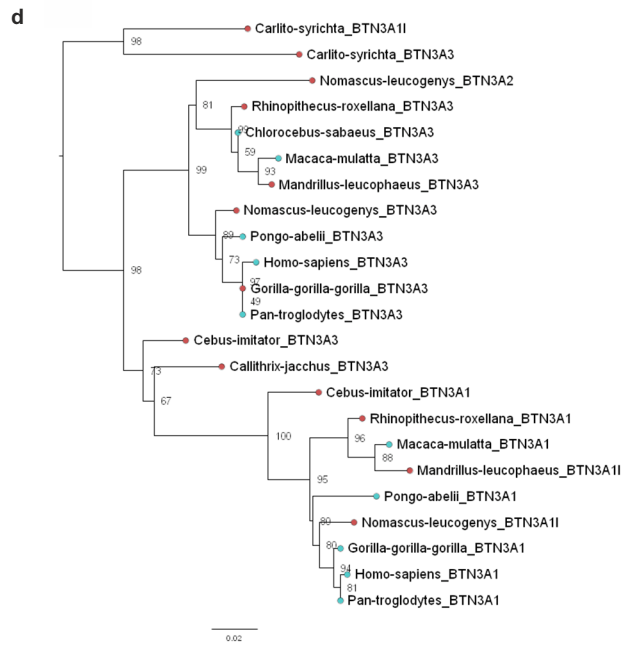 d
Carlito-syrichta_BTN3A1l
98
Carlito-syrichta_BTN3A3
Nomascus-leucogenys_BTN3A2
81
Rhinopithecus-roxellana_BTN3A3
Chlorocebus-sabaeus_BTN3A3
59
Macaca-mulatta_BTN3A3
93
99
Mandrillus-leucophaeus_BTN3A3
Nomascus-leucogenys_BTN3A3
89
Pongo-abelii_BTN3A3
73
Homo-sapiens_BTN3A3
98
97
Gorilla-gorilla-gorilla_BTN3A3
49
Pan-troglodytes_BTN3A3
Cebus-imitator_BTN3A3
73
Callithrix-jacchus_BTN3A3
67
Cebus-imitator_BTN3A1
Rhinopithecus-roxellana_BTN3A1
100
96
Macaca-mulatta_BTN3A1
88
Mandrillus-leucophaeus_BTN3A1l
95
Pongo-abelii_BTN3A1
80
Nomascus-leucogenys_BTN3A1l
80
Gorilla-gorilla-gorilla_BTN3A1
94
Homo-sapiens_BTN3A1
81
Pan-troglodytes_BTN3A1
0.02